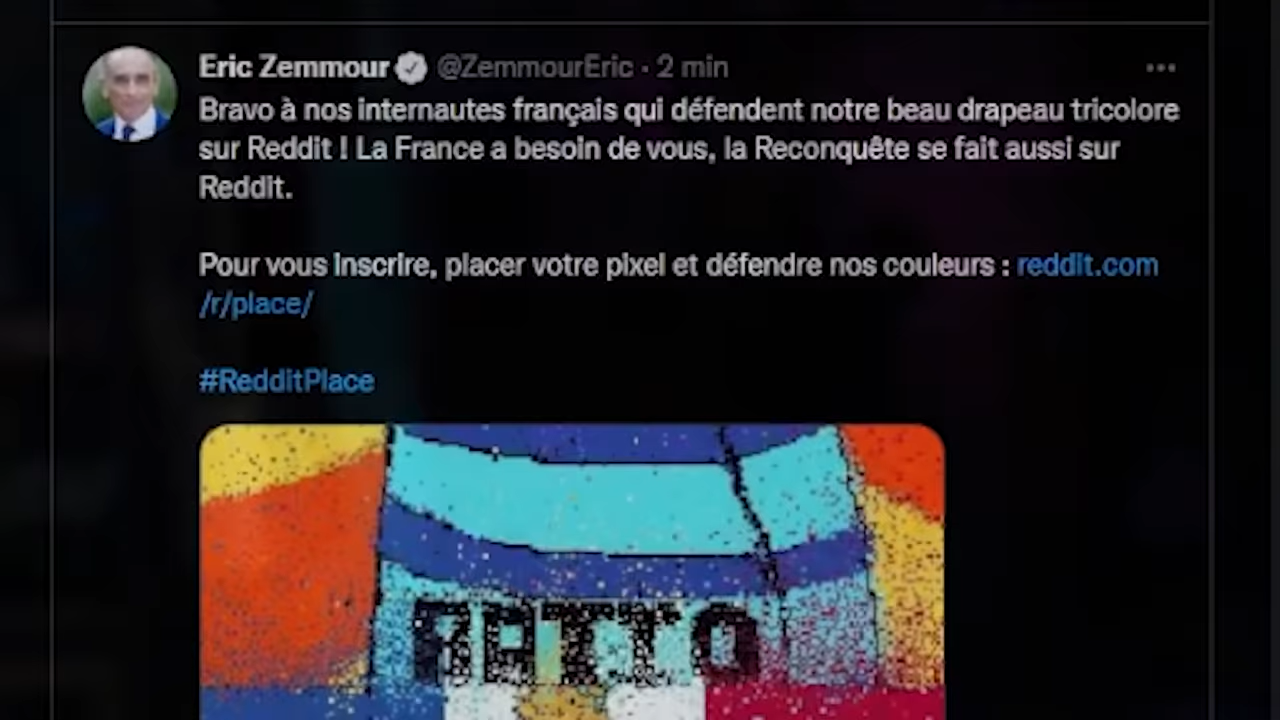 Eric Zemmour @ZemmourEric · 2 min
Bravo à nos internautes français qui défendent notre beau drapeau tricolore
sur Reddit ! La France a besoin de vous, la Reconquête se fait aussi sur
Reddit.
Pour vous inscrire, placer votre pixel et défendre nos couleurs : reddit.com
/r/place/
#RedditPlace
RATIO